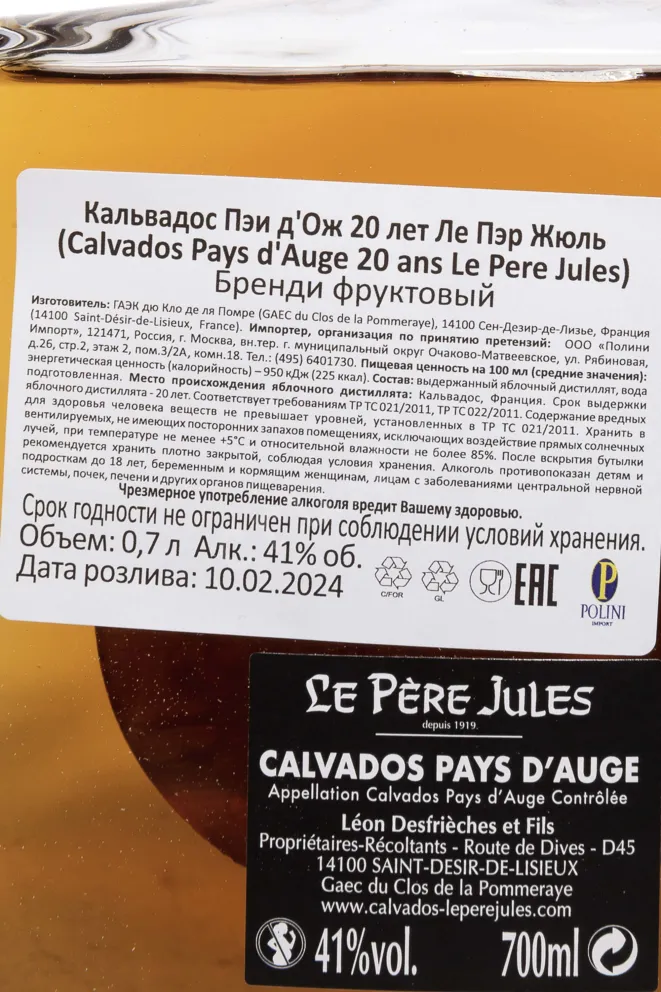 Кальвадос Пэи д'Ож 20 лет Ле Пэр Жюль
(Calvados Pays d'Auge 20 ans Le Pere Jules)
Бренди фруктовый
Изготовитель: ГАЭК дю Кло де ля Помре (GAEC du Clos de la Pommeraye), 14100 Сен-Дезир-де-Лизье, Франция
(14100 Saint-Désir-de-Lisieux, France). Импортер, организация по принятию претензий: ООО «Полини
Импорт», 121471, Россия, г. Москва, вн.тер. г. муниципальный округ Очаково-Матвеевское, ул. Рябиновая,
д.26, стр.2, этаж 2, пом.3/2А, комн.18. Тел.: (495) 6401730. Пищевая ценность на 100 мл (средние значения):
энергетическая ценность (калорийность) – 950 кДж (225 ккал). Состав: выдержанный яблочный дистиллят, вода
подготовленная. Место происхождения яблочного дистиллята: Кальвадос, Франция. Срок выдержки
яблочного дистиллята - 20 лет. Соответствует требованиям ТР ТС 021/2011, ТР ТС 022/2011. Содержание вредных
для здоровья человека веществ не превышает уровней, установленных в ТР ТС 021/2011. Хранить в
вентилируемых, не имеющих посторонних запахов помещениях, исключающих воздействие прямых солнечных
лучей, при температуре не менее +5°С и относительной влажности не более 85%. После вскрытия бутылки
рекомендуется хранить плотно закрытой, соблюдая условия хранения. Алкоголь противопоказан детям и
подросткам до 18 лет, беременным и кормящим женщинам, лицам с заболеваниями центральной нервной
системы, почек, печени и других органов пищеварения.
Чрезмерное употребление алкоголя вредит Вашему здоровью.
Срок годности не ограничен при соблюдении условий хранения.
Объем: 0,7 л Алк.: 41% об.
Дата розлива: 10.02.2024
C/FOR
GL
EAC
P
POLINI
IMPORT
LE PÈRE JULES
depuis 1919.
CALVADOS PAYS D'AUGE
Appellation Calvados Pays d'Auge Contrôlée
Léon Desfrièches et Fils
Propriétaires-Récoltants - Route de Dives - D45
14100 SAINT-DESIR-DE-LISIEUX
Gaec du Clos de la Pommeraye
www.calvados-leperejules.com
41%vol. 700ml